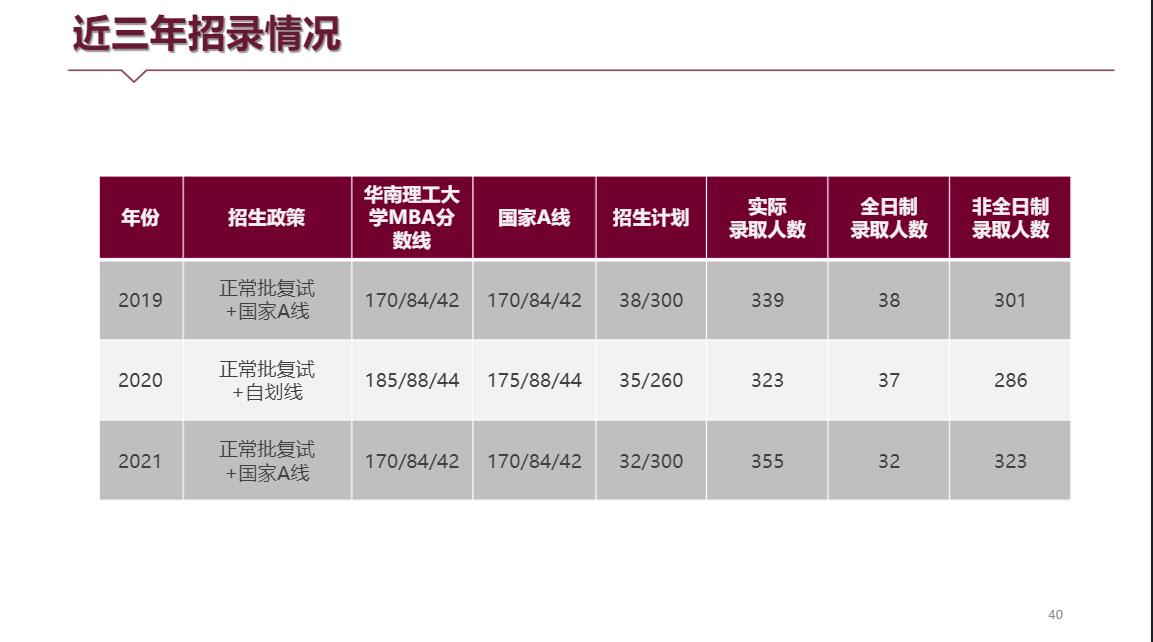 近三年招录情况
年份
招生政策
华南理工大
学MBA分
数线
国家A线
招生计划
实际
录取人数
全日制
录取人数
非全日制
录取人数
2019
正常批复试
+国家A线
170/84/42
170/84/42
38/300
339
38
301
2020
正常批复试
+自划线
185/88/44
175/88/44
35/260
323
37
286
2021
正常批复试
+国家A线
170/84/42
170/84/42
32/300
355
32
323
40